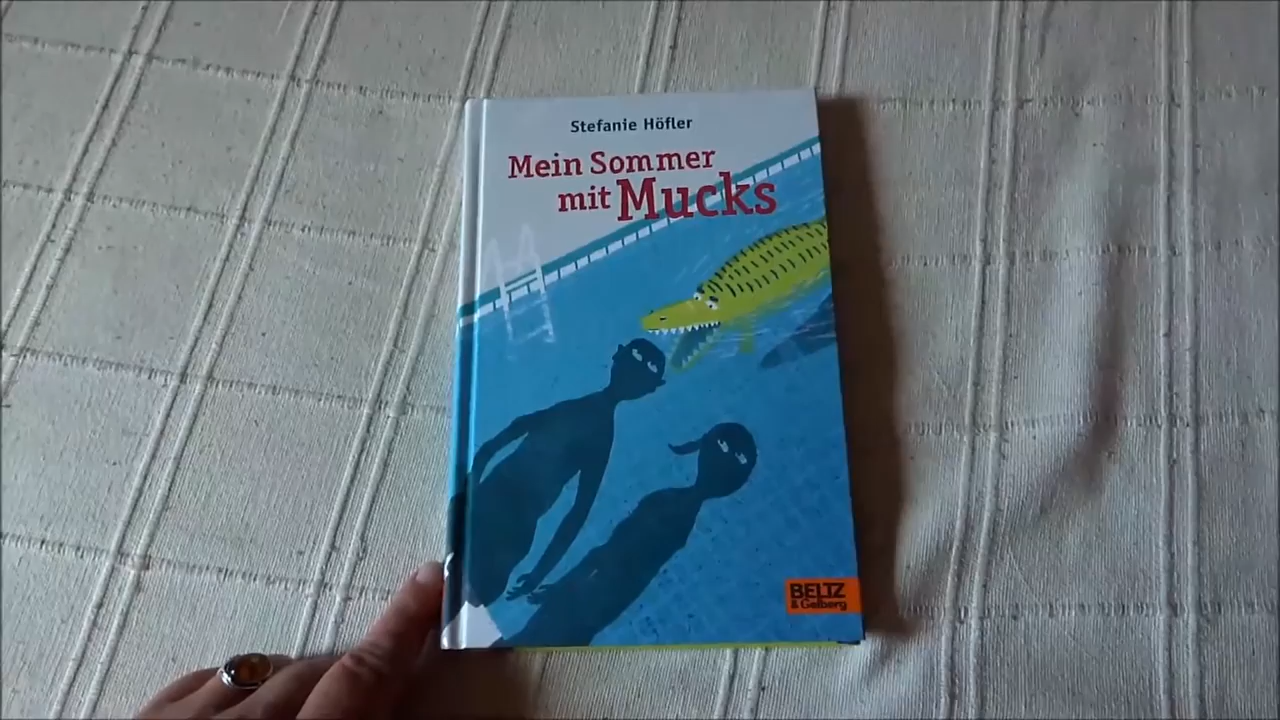 Stefanie Höfler
Mein Sommer
mit Mucks
BELTZ
& Gelberg